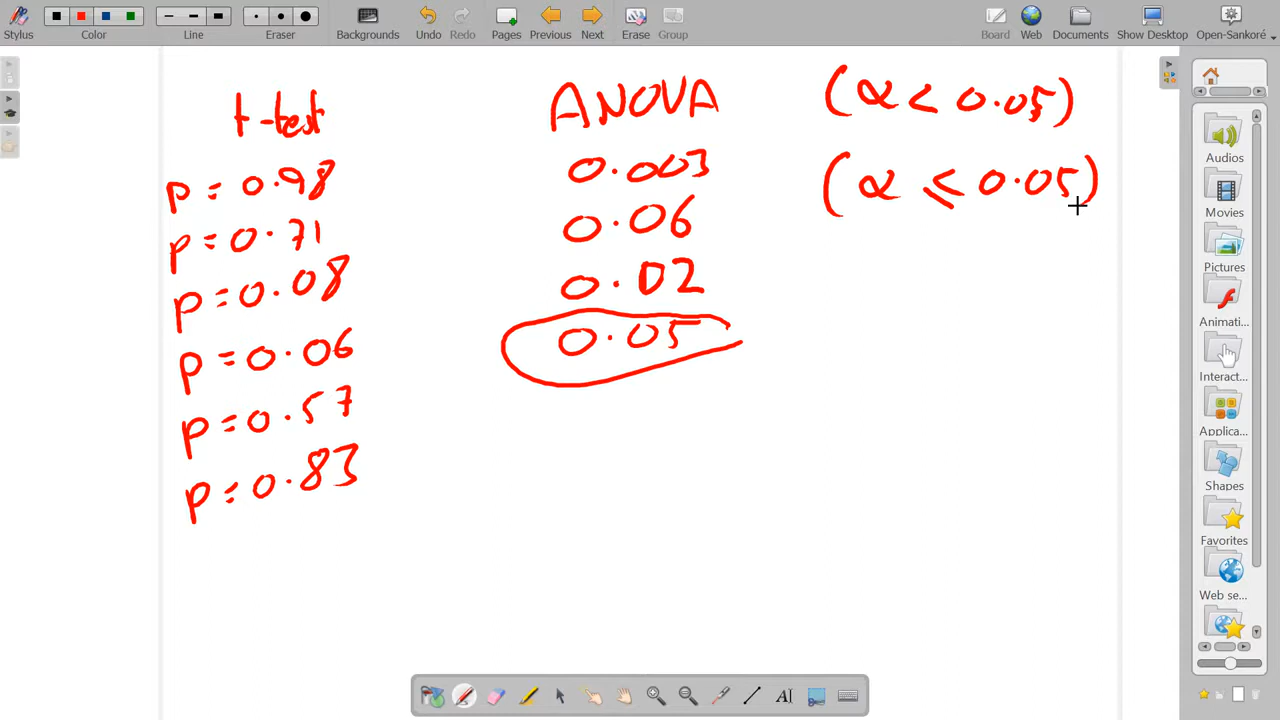 Stylus
Color
Line
Eraser
Backgrounds
Undo
Redo
Pages
Previous
Next
Erase
Group
Board
Web
Documents
Show Desktop
Open-Sankoré
t-test
p = 0.98
p = 0.71
p = 0.08
p = 0.06
p = 0.57
p = 0.83
ANOVA
0.003
0.06
0.02
0.05
(α < 0.05)
(α ≤ 0.05)
Audios
Movies
Pictures
Animati...
Interact...
Applica...
Shapes
Favorites
Web se...
AI